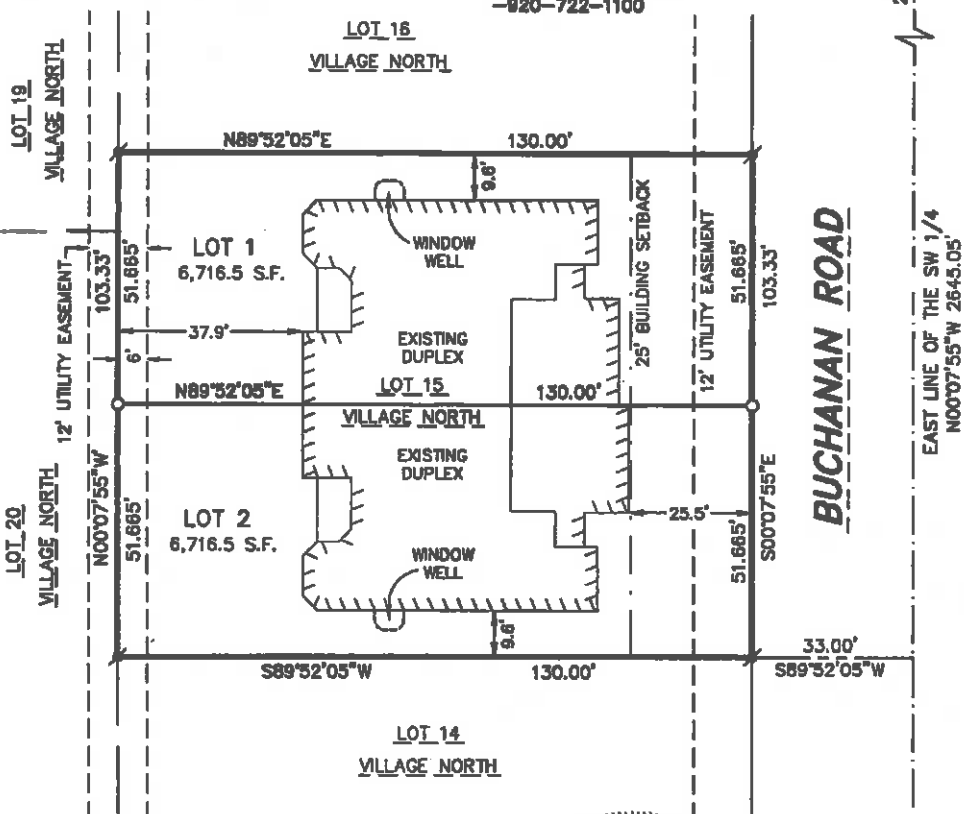 -920-722-1100
LOT 16
VILLAGE NORTH
LOT 19
VILLAGE NORTH
N89°52'05"E
130.00'
9.6'
WINDOW
WELL
LOT 1
6,716.5 S.F.
25' BUILDING SETBACK
12' UTILITY EASEMENT
51.665'
103.33'
BUCHANAN ROAD
EAST LINE OF THE SW 1/4
N00°07'55"W 2645.05'
12' UTILITY EASEMENT
103.33'
51.665'
37.9'
6'
EXISTING
DUPLEX
N89°52'05"E
LOT 15
130.00'
VILLAGE NORTH
EXISTING
DUPLEX
LOT 20
VILLAGE NORTH
N00°07'55"W
51.665'
LOT 2
6,716.5 S.F.
25.5'
51.665'
S00°07'55"E
WINDOW
WELL
9.6'
S89°52'05"W
130.00'
33.00'
S89°52'05"W
LOT 14
VILLAGE NORTH